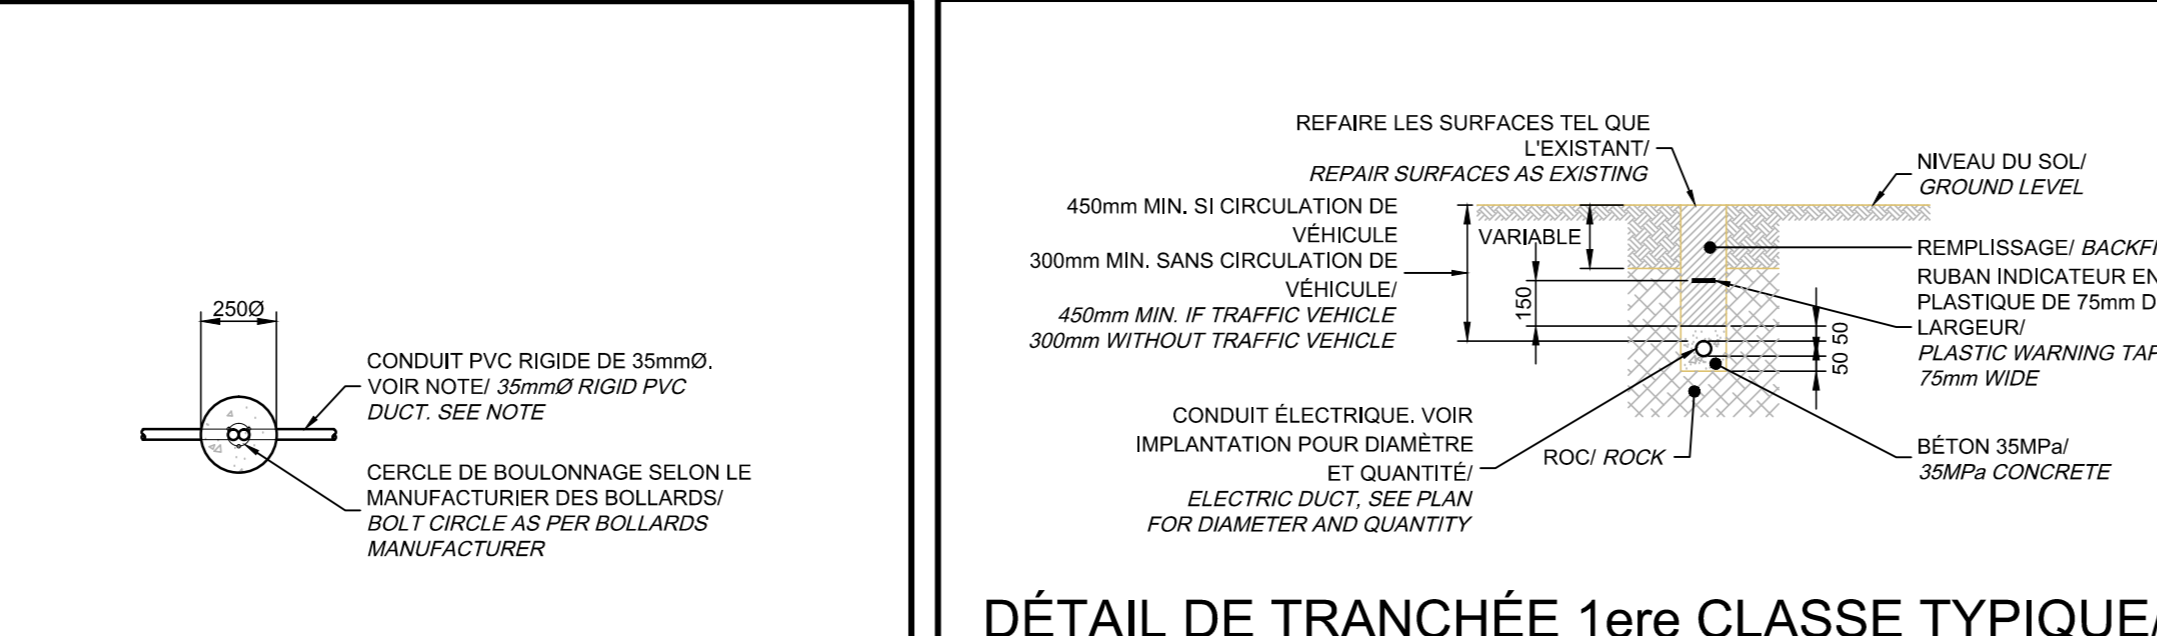 250Ø
CONDUIT PVC RIGIDE DE 35mmØ.
VOIR NOTE/ 35mmØ RIGID PVC
DUCT. SEE NOTE
CERCLE DE BOULONNAGE SELON LE
MANUFACTURIER DES BOLLARDS/
BOLT CIRCLE AS PER BOLLARDS
MANUFACTURER
REFAIRE LES SURFACES TEL QUE
L'EXISTANT/
REPAIR SURFACES AS EXISTING
450mm MIN. SI CIRCULATION DE
VÉHICULE
300mm MIN. SANS CIRCULATION DE
VÉHICULE/
450mm MIN. IF TRAFFIC VEHICLE
300mm WITHOUT TRAFFIC VEHICLE
VARIABLE
150
NIVEAU DU SOL/
GROUND LEVEL
REMPLISSAGE/ BACKFI
RUBAN INDICATEUR EN
PLASTIQUE DE 75mm D
LARGEUR/
PLASTIC WARNING TAP
75mm WIDE
50 50
CONDUIT ÉLECTRIQUE. VOIR
IMPLANTATION POUR DIAMÈTRE
ET QUANTITÉ/
ELECTRIC DUCT, SEE PLAN
FOR DIAMETER AND QUANTITY
ROC/ ROCK
BÉTON 35MPa/
35MPa CONCRETE
DÉTAIL DE TRANCHÉE 1ere CLASSE TYPIQUE/